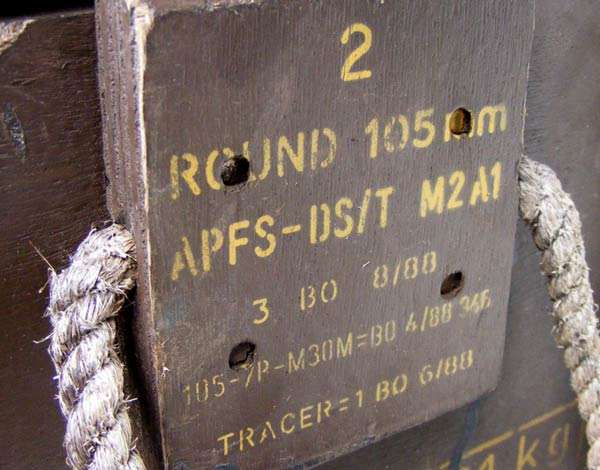 2
ROUND 105mm
APFS-DS/T M2A1
3 BO 8/88
105-7P-M30M=BO 4/88 346
TRACER=1 BO 6/88
kg